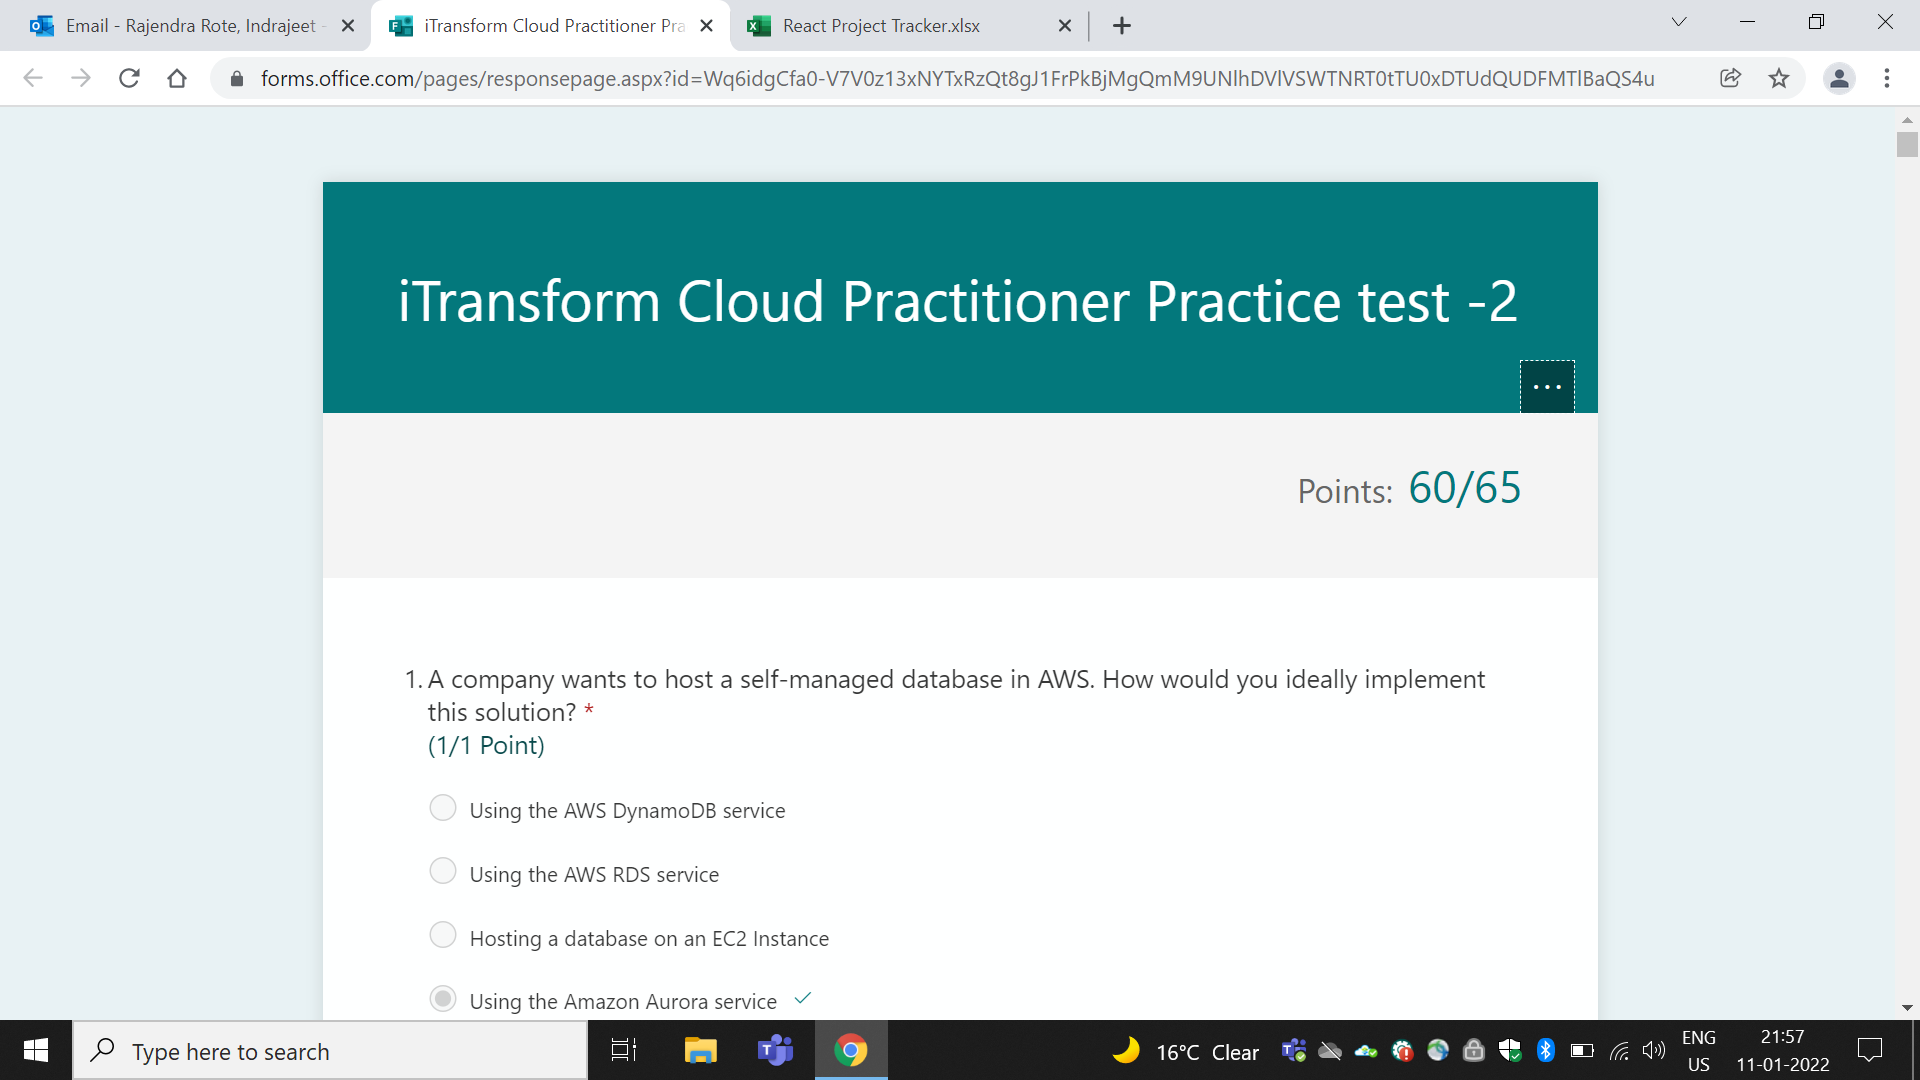 Email - Rajendra Rote, Indrajeet -
iTransform Cloud Practitioner Pra
React Project Tracker.xlsx
forms.office.com/pages/responsepage.aspx?id=Wq6idgCfa0-V7V0z13xNYTxRzQt8gJ1FrPkBjMgQmM9UNlhDVlVSWTNRT0tTU0xDTUdQUDFMTlBaQS4u
iTransform Cloud Practitioner Practice test -2
...
Points: 60/65
1. A company wants to host a self-managed database in AWS. How would you ideally implement
this solution? *
(1/1 Point)
Using the AWS DynamoDB service
Using the AWS RDS service
Hosting a database on an EC2 Instance
Using the Amazon Aurora service
Type here to search
16°C Clear
ENG
US
21:57
11-01-2022